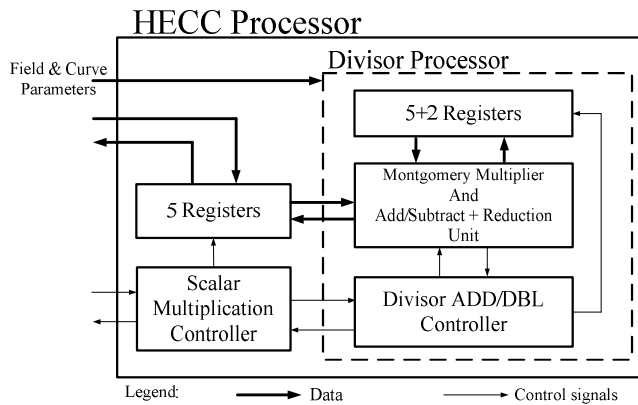 HECC Processor
Field & Curve
Parameters
Divisor Processor
5+2 Registers
Montgomery Multiplier
And
Add/Subtract + Reduction
Unit
5 Registers
Scalar
Multiplication
Controller
Divisor ADD/DBL
Controller
Legend: Data Control signals